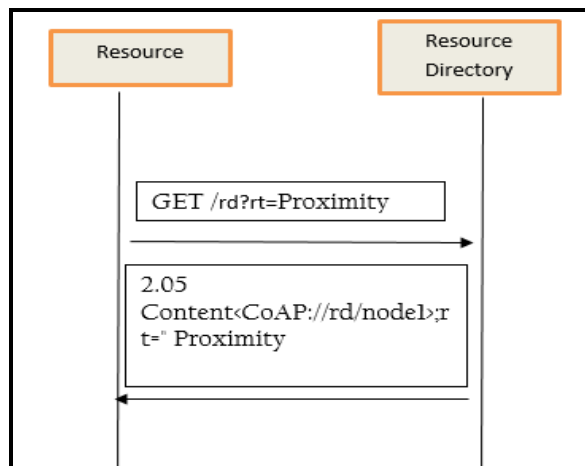 Resource
Resource
Directory
GET /rd?rt=Proximity
2.05
Content<CoAP://rd/node1>;r
t=" Proximity